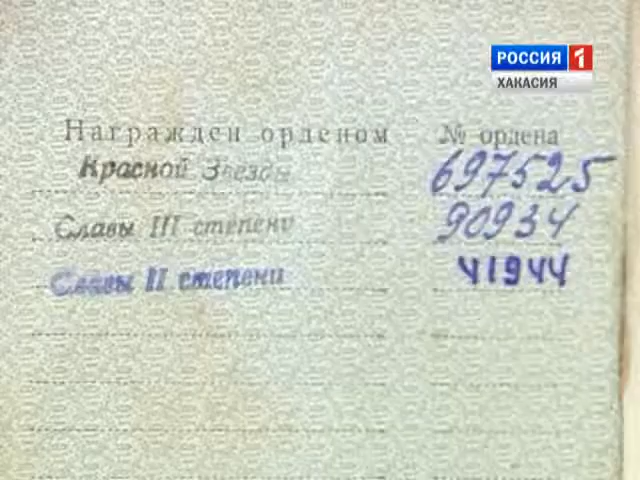 РОССИЯ 1
ХАКАСИЯ
Награжден орденом № ордена
Красной Звезды 697525
Славы III степени 90934
Славы II степени 41944